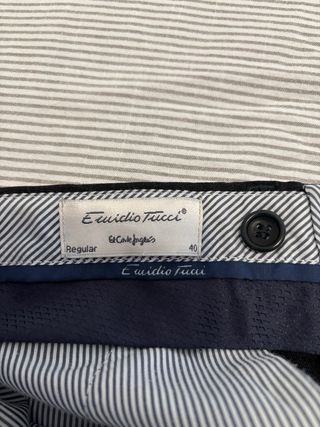 Emidio Tucci®
El Corte Inglés
Regular 40
Emidio Tucci